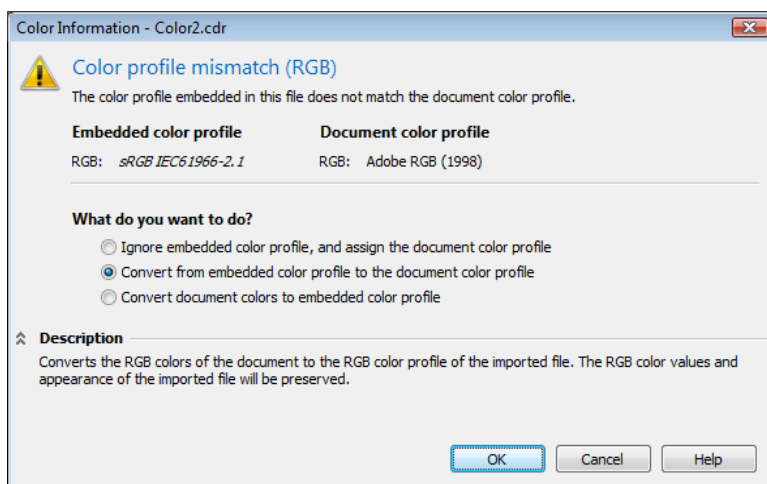 Color Information - Color2.cdr
Color profile mismatch (RGB)
The color profile embedded in this file does not match the document color profile.
Embedded color profile Document color profile
RGB: sRGB IEC61966-2.1 RGB: Adobe RGB (1998)
What do you want to do?
Ignore embedded color profile, and assign the document color profile
Convert from embedded color profile to the document color profile
Convert document colors to embedded color profile
Description
Converts the RGB colors of the document to the RGB color profile of the imported file. The RGB color values and
appearance of the imported file will be preserved.
OK Cancel Help